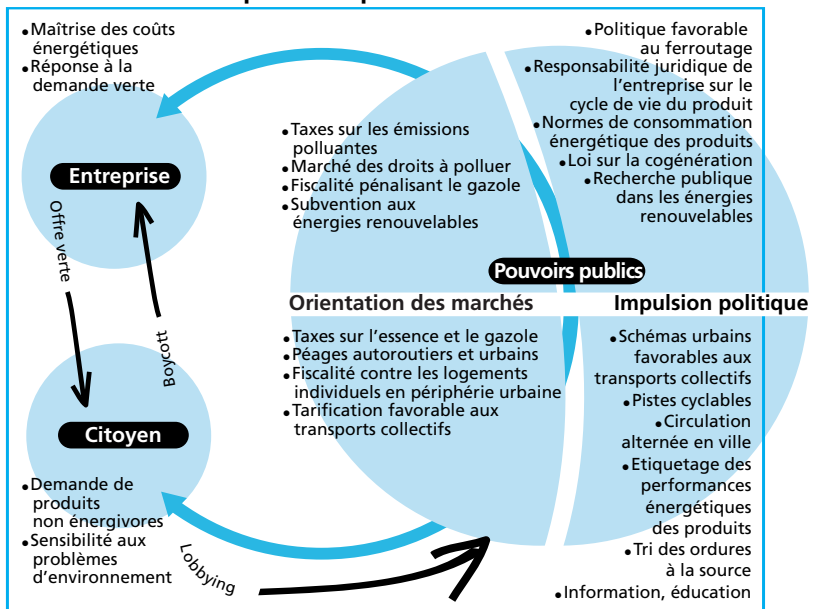 •Maîtrise des coûts
énergétiques
•Réponse à la
demande verte
Entreprise
Offre verte
Boycott
Citoyen
•Demande de
produits
non énergivores
•Sensibilité aux
problèmes
d’environnement
Lobbying
•Taxes sur les émissions
polluantes
•Marché des droits à polluer
•Fiscalité pénalisant le gazole
•Subvention aux
énergies renouvelables
•Politique favorable
au ferroutage
•Responsabilité juridique de
l’entreprise sur le
cycle de vie du produit
•Normes de consommation
énergétique des produits
•Loi sur la cogénération
•Recherche publique
dans les énergies
renouvelables
Pouvoirs publics
Orientation des marchés
Impulsion politique
•Taxes sur l’essence et le gazole
•Péages autoroutiers et urbains
•Fiscalité contre les logements
individuels en périphérie urbaine
•Tarification favorable aux
transports collectifs
•Schémas urbains
favorables aux
transports collectifs
•Pistes cyclables
•Circulation
alternée en ville
•Etiquetage des
performances
énergétiques
des produits
•Tri des ordures
à la source
•Information, éducation